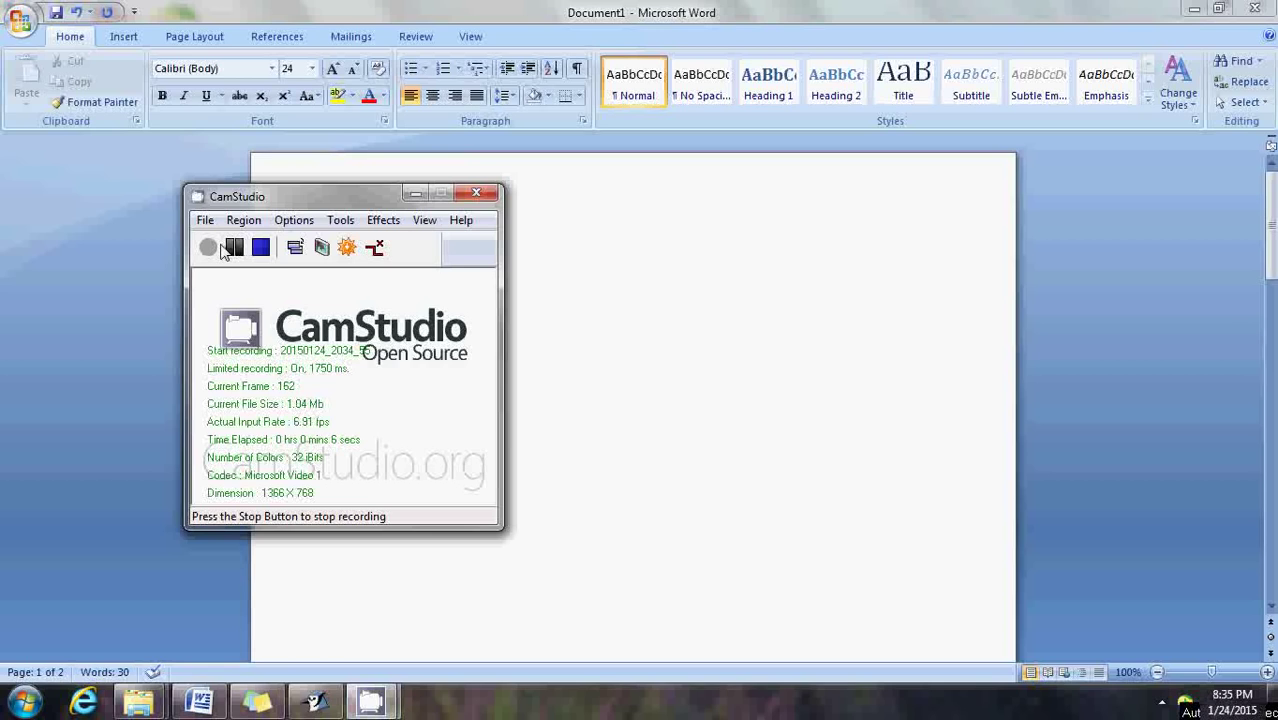 Document1 - Microsoft Word
Home Insert Page Layout References Mailings Review View
Paste
Cut
Copy
Format Painter
Clipboard
Calibri (Body) 24
B I U abc x₂ x² Aa
Font
Paragraph
AaBbCcDc AaBbCcDc AaBbCc AaBbCc AaB AaBbCc. AaBbCcDc AaBbCcDc
¶ Normal ¶ No Spaci... Heading 1 Heading 2 Title Subtitle Subtle Em... Emphasis
Change
Styles
Styles
Find
Replace
Select
Editing
CamStudio
File Region Options Tools Effects View Help
CamStudio
Open Source
Start recording : 20150124_2034_
Limited recording : On, 1750 ms.
Current Frame : 162
Current File Size : 1.04 Mb
Actual Input Rate : 6.91 fps
Time Elapsed : 0 hrs 0 mins 6 secs
CamStudio.org
Number of Colors : 32 iBits
Codec : Microsoft Video 1
Dimension 1366 X 768
Press the Stop Button to stop recording
Page: 1 of 2 Words: 30
100%
8:35 PM
1/24/2015